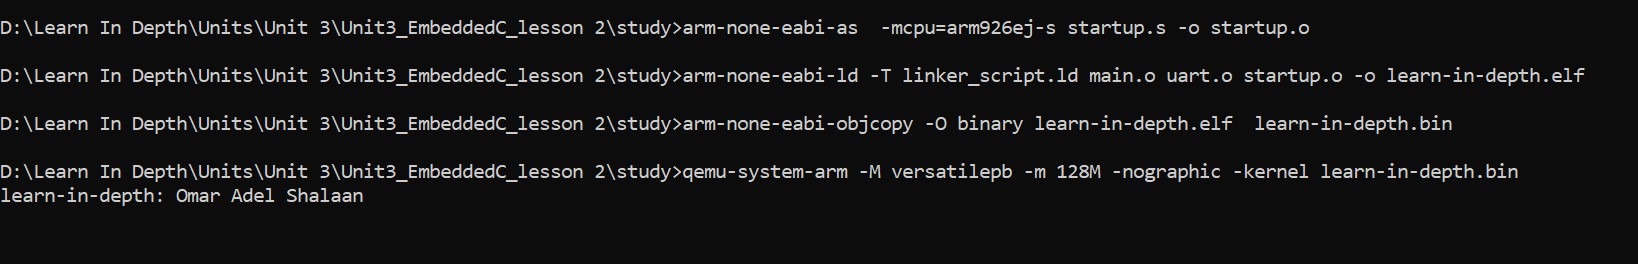 D:\Learn In Depth\Units\Unit 3\Unit3_EmbeddedC_lesson 2\study>arm-none-eabi-as  -mcpu=arm926ej-s startup.s -o startup.o
D:\Learn In Depth\Units\Unit 3\Unit3_EmbeddedC_lesson 2\study>arm-none-eabi-ld -T linker_script.ld main.o uart.o startup.o -o learn-in-depth.elf
D:\Learn In Depth\Units\Unit 3\Unit3_EmbeddedC_lesson 2\study>arm-none-eabi-objcopy -O binary learn-in-depth.elf  learn-in-depth.bin
D:\Learn In Depth\Units\Unit 3\Unit3_EmbeddedC_lesson 2\study>qemu-system-arm -M versatilepb -m 128M -nographic -kernel learn-in-depth.bin
learn-in-depth: Omar Adel Shalaan